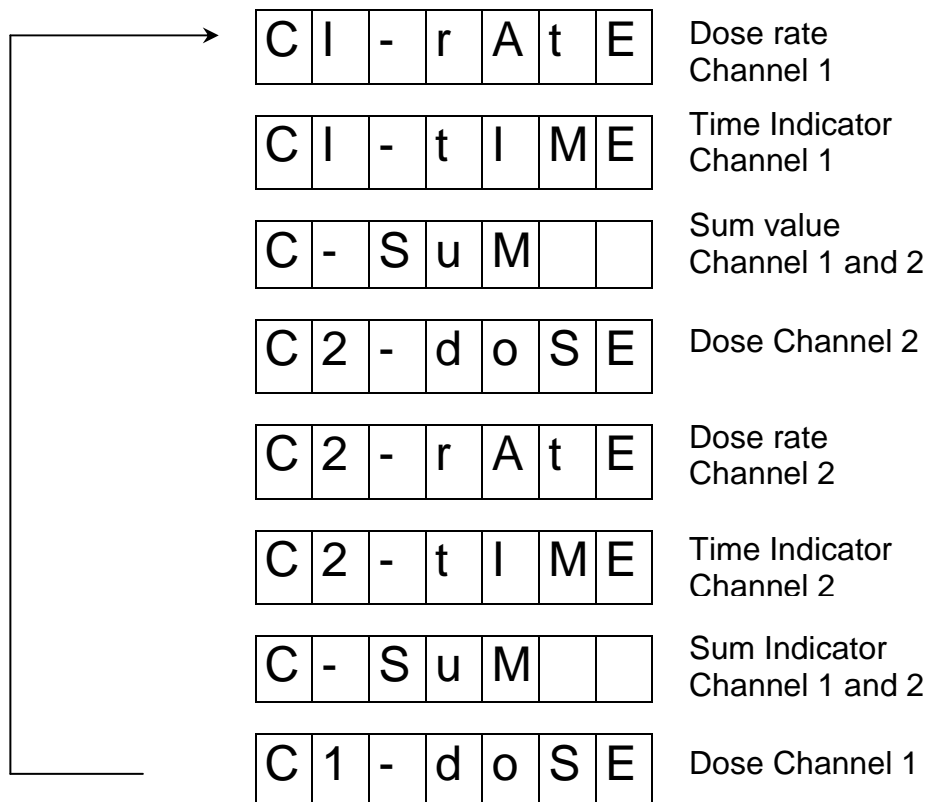 CI-rAtE Dose rate
Channel 1
CI-tIME Time Indicator
Channel 1
C-SuM Sum value
Channel 1 and 2
C2-doSE Dose Channel 2
C2-rAtE Dose rate
Channel 2
C2-tIME Time Indicator
Channel 2
C-SuM Sum Indicator
Channel 1 and 2
C1-doSE Dose Channel 1